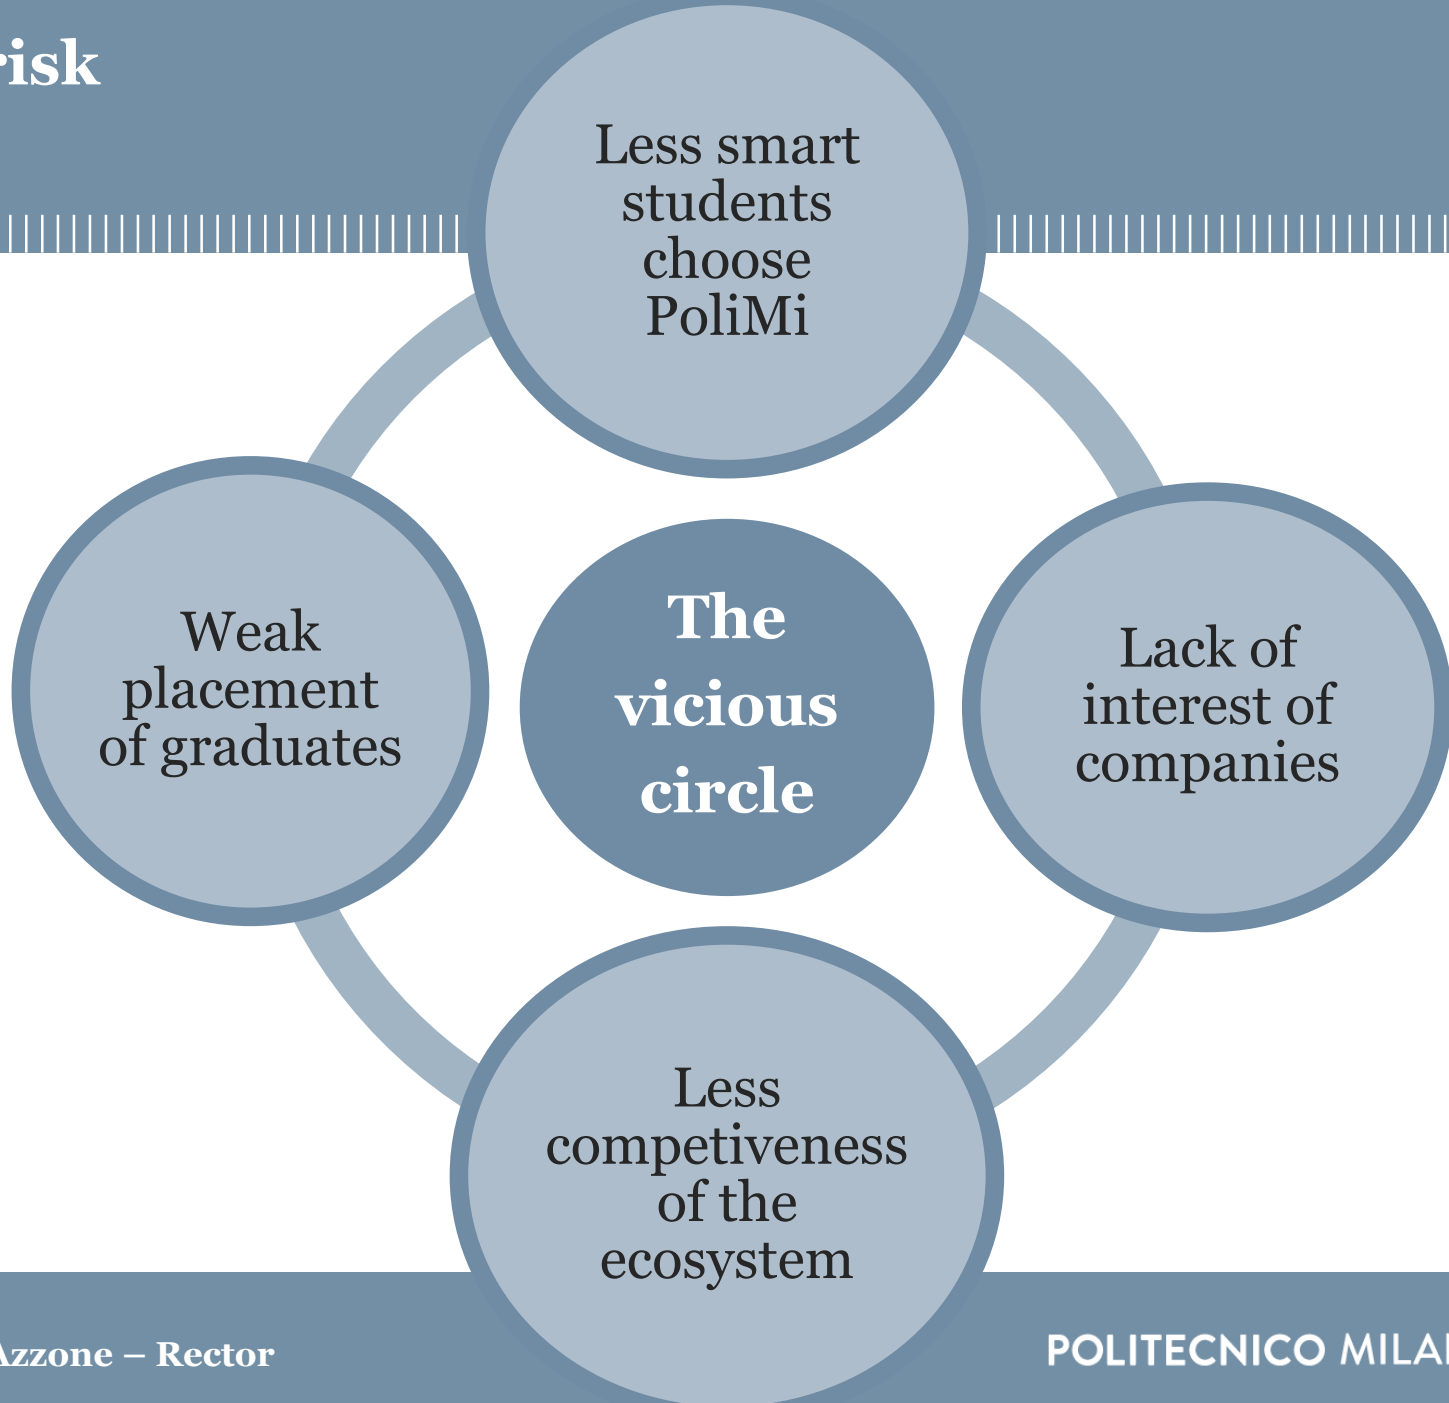 risk
Less smart
students
choose
PoliMi
Weak
placement
of graduates
The
vicious
circle
Lack of
interest of
companies
Less
competiveness
of the
ecosystem
Azzone – Rector
POLITECNICO MILAN